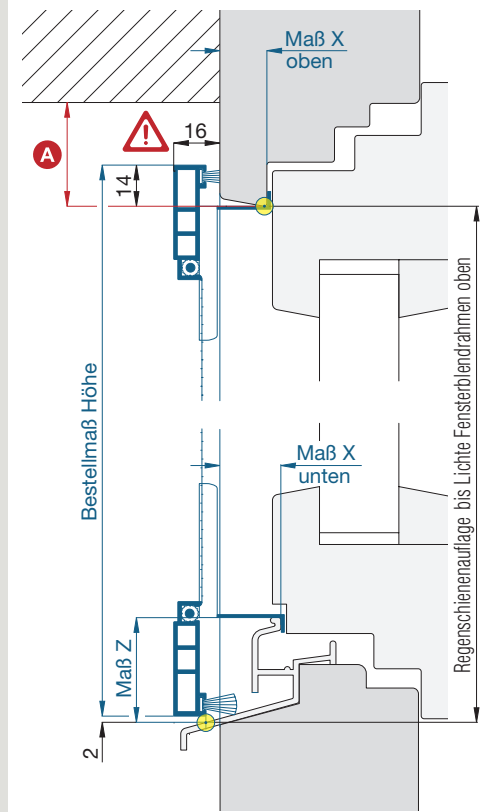 Maß X
oben
A
16
14
Bestellmaß Höhe
Maß X
unten
Regenschienenauflage bis Lichte Fensterblendrahmen oben
Maß Z
2